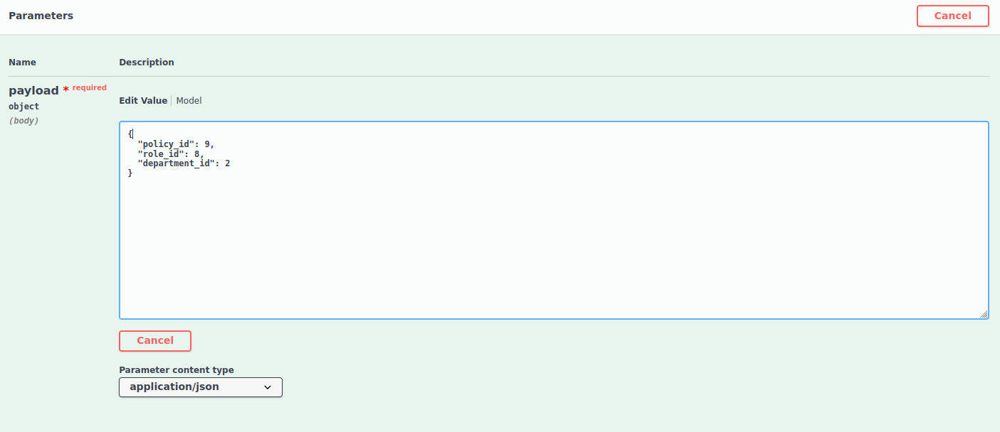 Parameters
Cancel
Name Description
payload * required
object
(body)
Edit Value Model
{
  "policy_id": 9,
  "role_id": 8,
  "department_id": 2
}
Cancel
Parameter content type
application/json